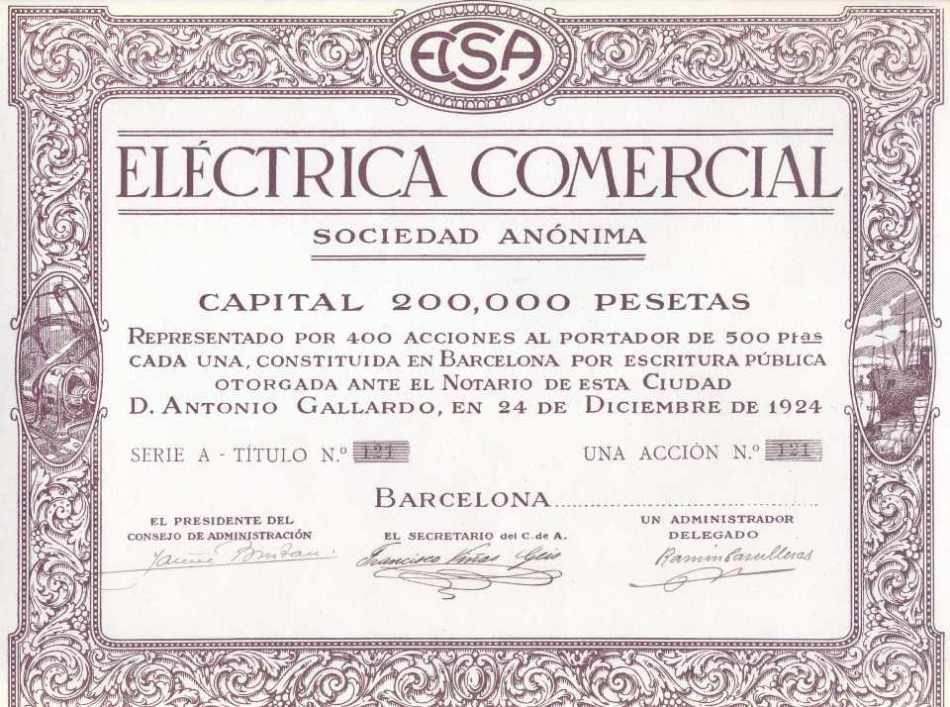 ECSA
ELÉCTRICA COMERCIAL
SOCIEDAD ANÓNIMA
CAPITAL 200,000 PESETAS
REPRESENTADO POR 400 ACCIONES AL PORTADOR DE 500 Ptas
CADA UNA, CONSTITUIDA EN BARCELONA POR ESCRITURA PÚBLICA
OTORGADA ANTE EL NOTARIO DE ESTA CIUDAD
D. ANTONIO GALLARDO, EN 24 DE DICIEMBRE DE 1924
SERIE A - TÍTULO N.º 121 UNA ACCIÓN N.º 121
BARCELONA
EL PRESIDENTE DEL
CONSEJO DE ADMINISTRACIÓN
EL SECRETARIO del C. de A.
Francisco
UN ADMINISTRADOR
DELEGADO